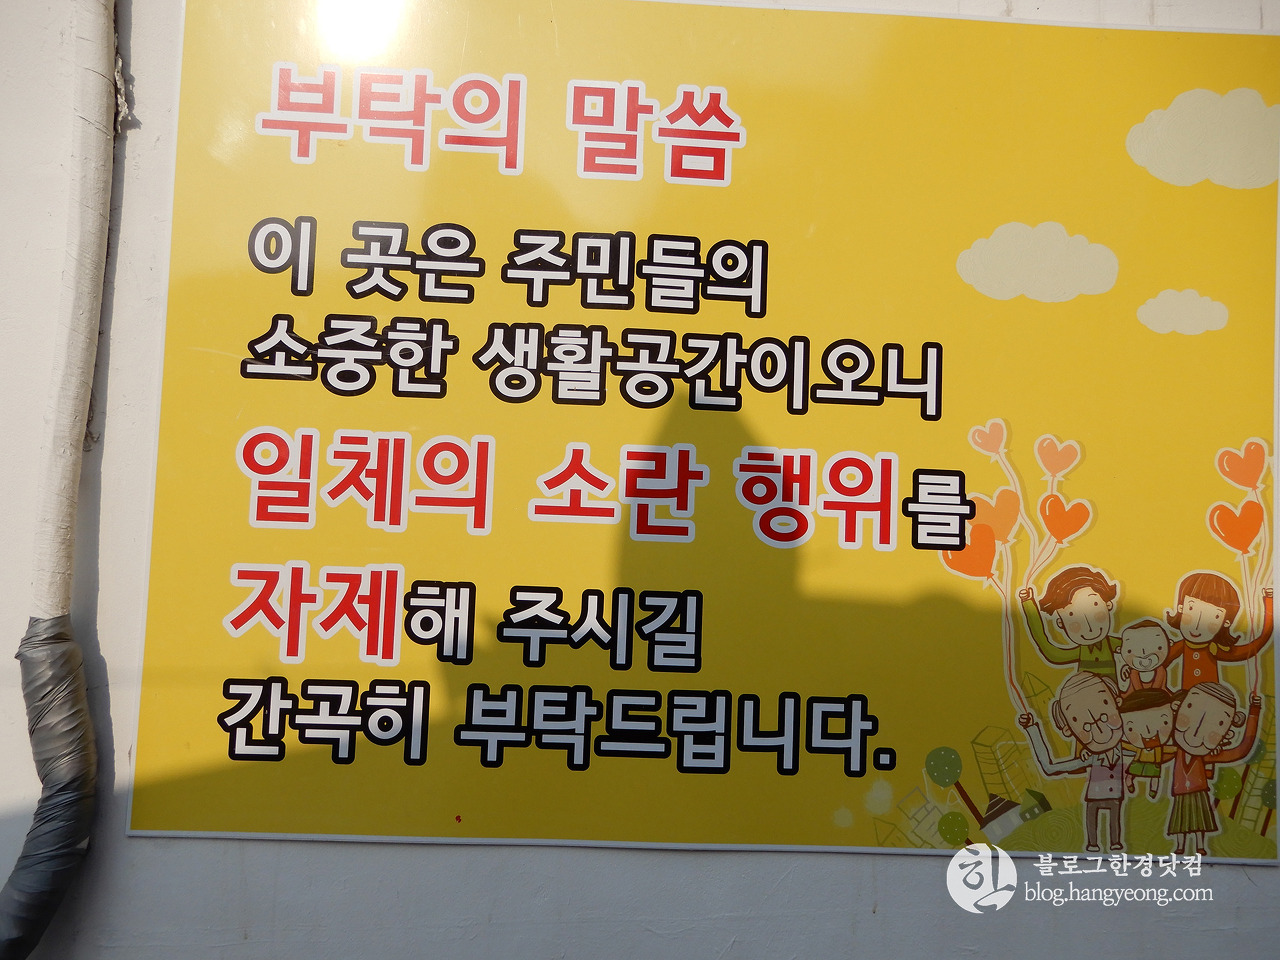 부탁의 말씀
이 곳은 주민들의
소중한 생활공간이오니
일체의 소란 행위를
자제해 주시길
간곡히 부탁드립니다.
한 블로그한경닷컴
blog.hangyeong.com